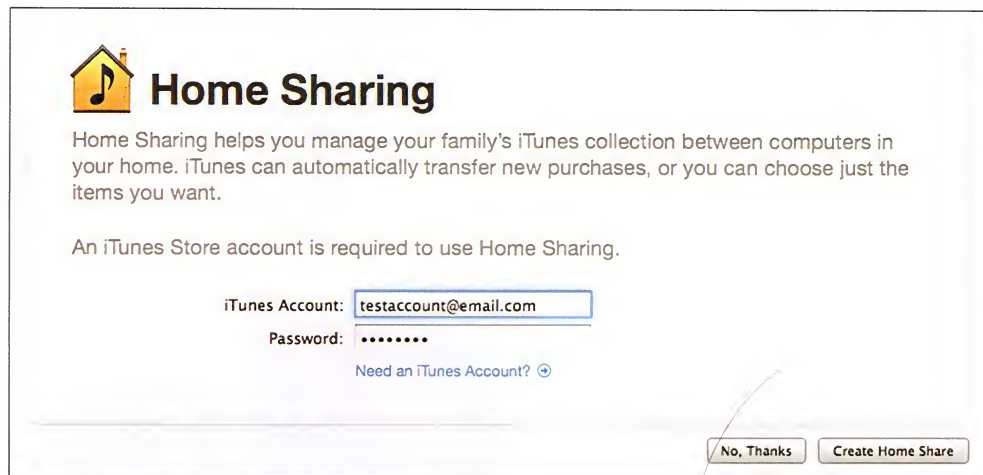 Home Sharing
Home Sharing helps you manage your family's iTunes collection between computers in
your home. iTunes can automatically transfer new purchases, or you can choose just the
items you want.
An iTunes Store account is required to use Home Sharing.
iTunes Account: testaccount@email.com
Password: ••••••••
Need an iTunes Account?
No, Thanks Create Home Share